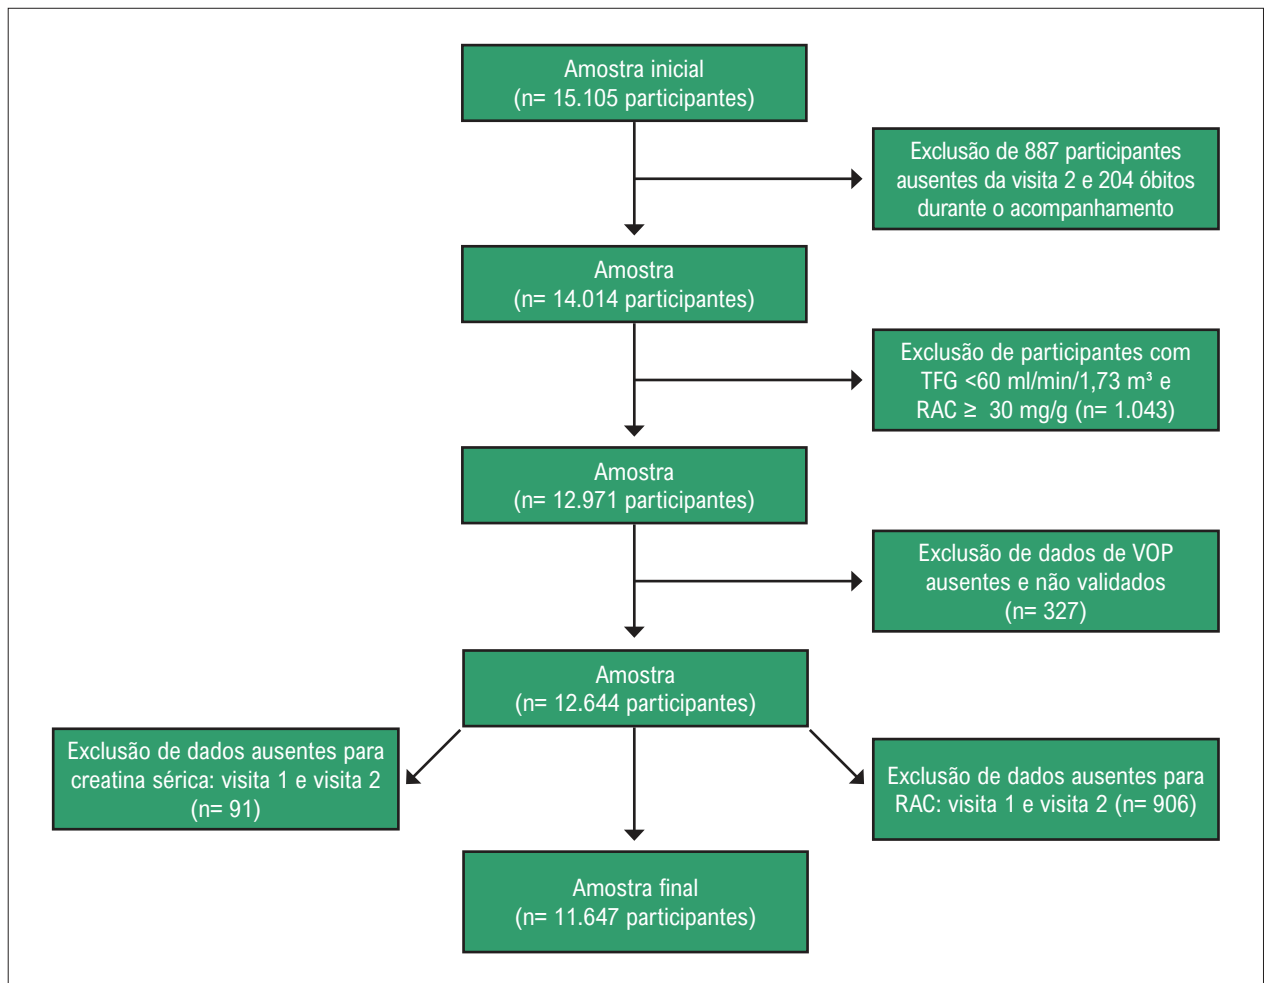 Amostra inicial
(n= 15.105 participantes)
Exclusão de 887 participantes
ausentes da visita 2 e 204 óbitos
durante o acompanhamento
Amostra
(n= 14.014 participantes)
Exclusão de participantes com
TFG <60 ml/min/1,73 m³ e
RAC ≥ 30 mg/g (n= 1.043)
Amostra
(n= 12.971 participantes)
Exclusão de dados de VOP
ausentes e não validados
(n= 327)
Amostra
(n= 12.644 participantes)
Exclusão de dados ausentes para
creatina sérica: visita 1 e visita 2
(n= 91)
Exclusão de dados ausentes para
RAC: visita 1 e visita 2 (n= 906)
Amostra final
(n= 11.647 participantes)